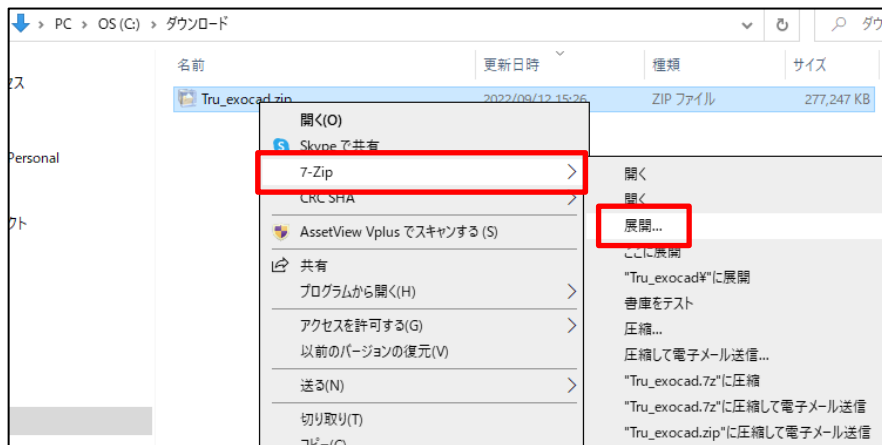 PC › OS (C:) › ダウンロード
名前 更新日時 種類 サイズ
Tru_exocad.zip 2022/09/12 15:26 ZIP ファイル 277,247 KB
Personal
開く(O)
Skype で共有
7-Zip
CRC SHA
AssetView Vplus でスキャンする (S)
共有
プログラムから開く(H)
アクセスを許可する(G)
以前のバージョンの復元(V)
送る(N)
切り取り(T)
コピー(C)
開く
開く
展開...
ここに展開
"Tru_exocad¥"に展開
書庫をテスト
圧縮...
圧縮して電子メール送信...
"Tru_exocad.7z"に圧縮
"Tru_exocad.7z"に圧縮して電子メール送信
"Tru_exocad.zip"に圧縮して電子メール送信